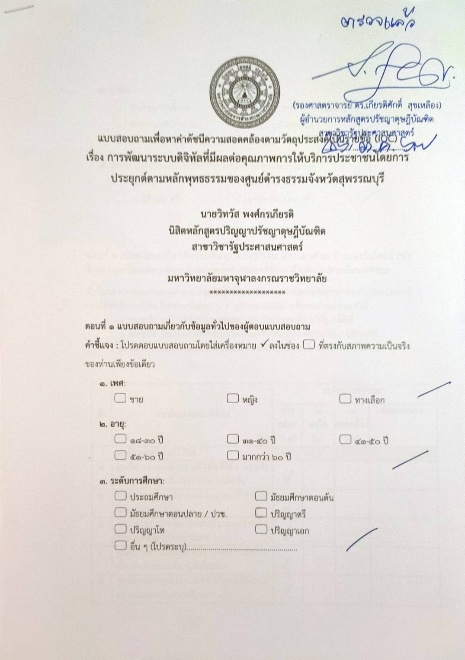 ตรวจแล้ว
(รองศาสตราจารย์ ดร.เกียรติศักดิ์ สุขเหลือง)
ผู้อำนวยการหลักสูตรปรัชญาดุษฎีบัณฑิต
สาขาวิชารัฐประศาสนศาสตร์
แบบสอบถามเพื่อหาค่าดัชนีความสอดคล้องตามวัตถุประสงค์เป็นรายข้อ (IOC)
เรื่อง การพัฒนาระบบดิจิทัลที่มีผลต่อคุณภาพการให้บริการประชาชนโดยการ
ประยุกต์ตามหลักพุทธธรรมของศูนย์ดำรงธรรมจังหวัดสุพรรณบุรี
นายวิทวัส พงศ์กรเกียรติ
นิสิตหลักสูตรปริญญาปรัชญาดุษฎีบัณฑิต
สาขาวิชารัฐประศาสนศาสตร์
มหาวิทยาลัยมหาจุฬาลงกรณราชวิทยาลัย
*******************
ตอนที่ ๑ แบบสอบถามเกี่ยวกับข้อมูลทั่วไปของผู้ตอบแบบสอบถาม
คำชี้แจง : โปรดตอบแบบสอบถามโดยใส่เครื่องหมาย ✓ ลงในช่อง ที่ตรงกับสภาพความเป็นจริง
ของท่านเพียงข้อเดียว
๑. เพศ:
ชาย หญิง ทางเลือก
๒. อายุ:
๑๘-๓๐ ปี ๓๑-๔๐ ปี ๔๑-๕๐ ปี
๕๑-๖๐ ปี มากกว่า ๖๐ ปี
๓. ระดับการศึกษา:
ประถมศึกษา มัธยมศึกษาตอนต้น
มัธยมศึกษาตอนปลาย / ปวช. ปริญญาตรี
ปริญญาโท ปริญญาเอก
อื่น ๆ (โปรดระบุ)..........................................